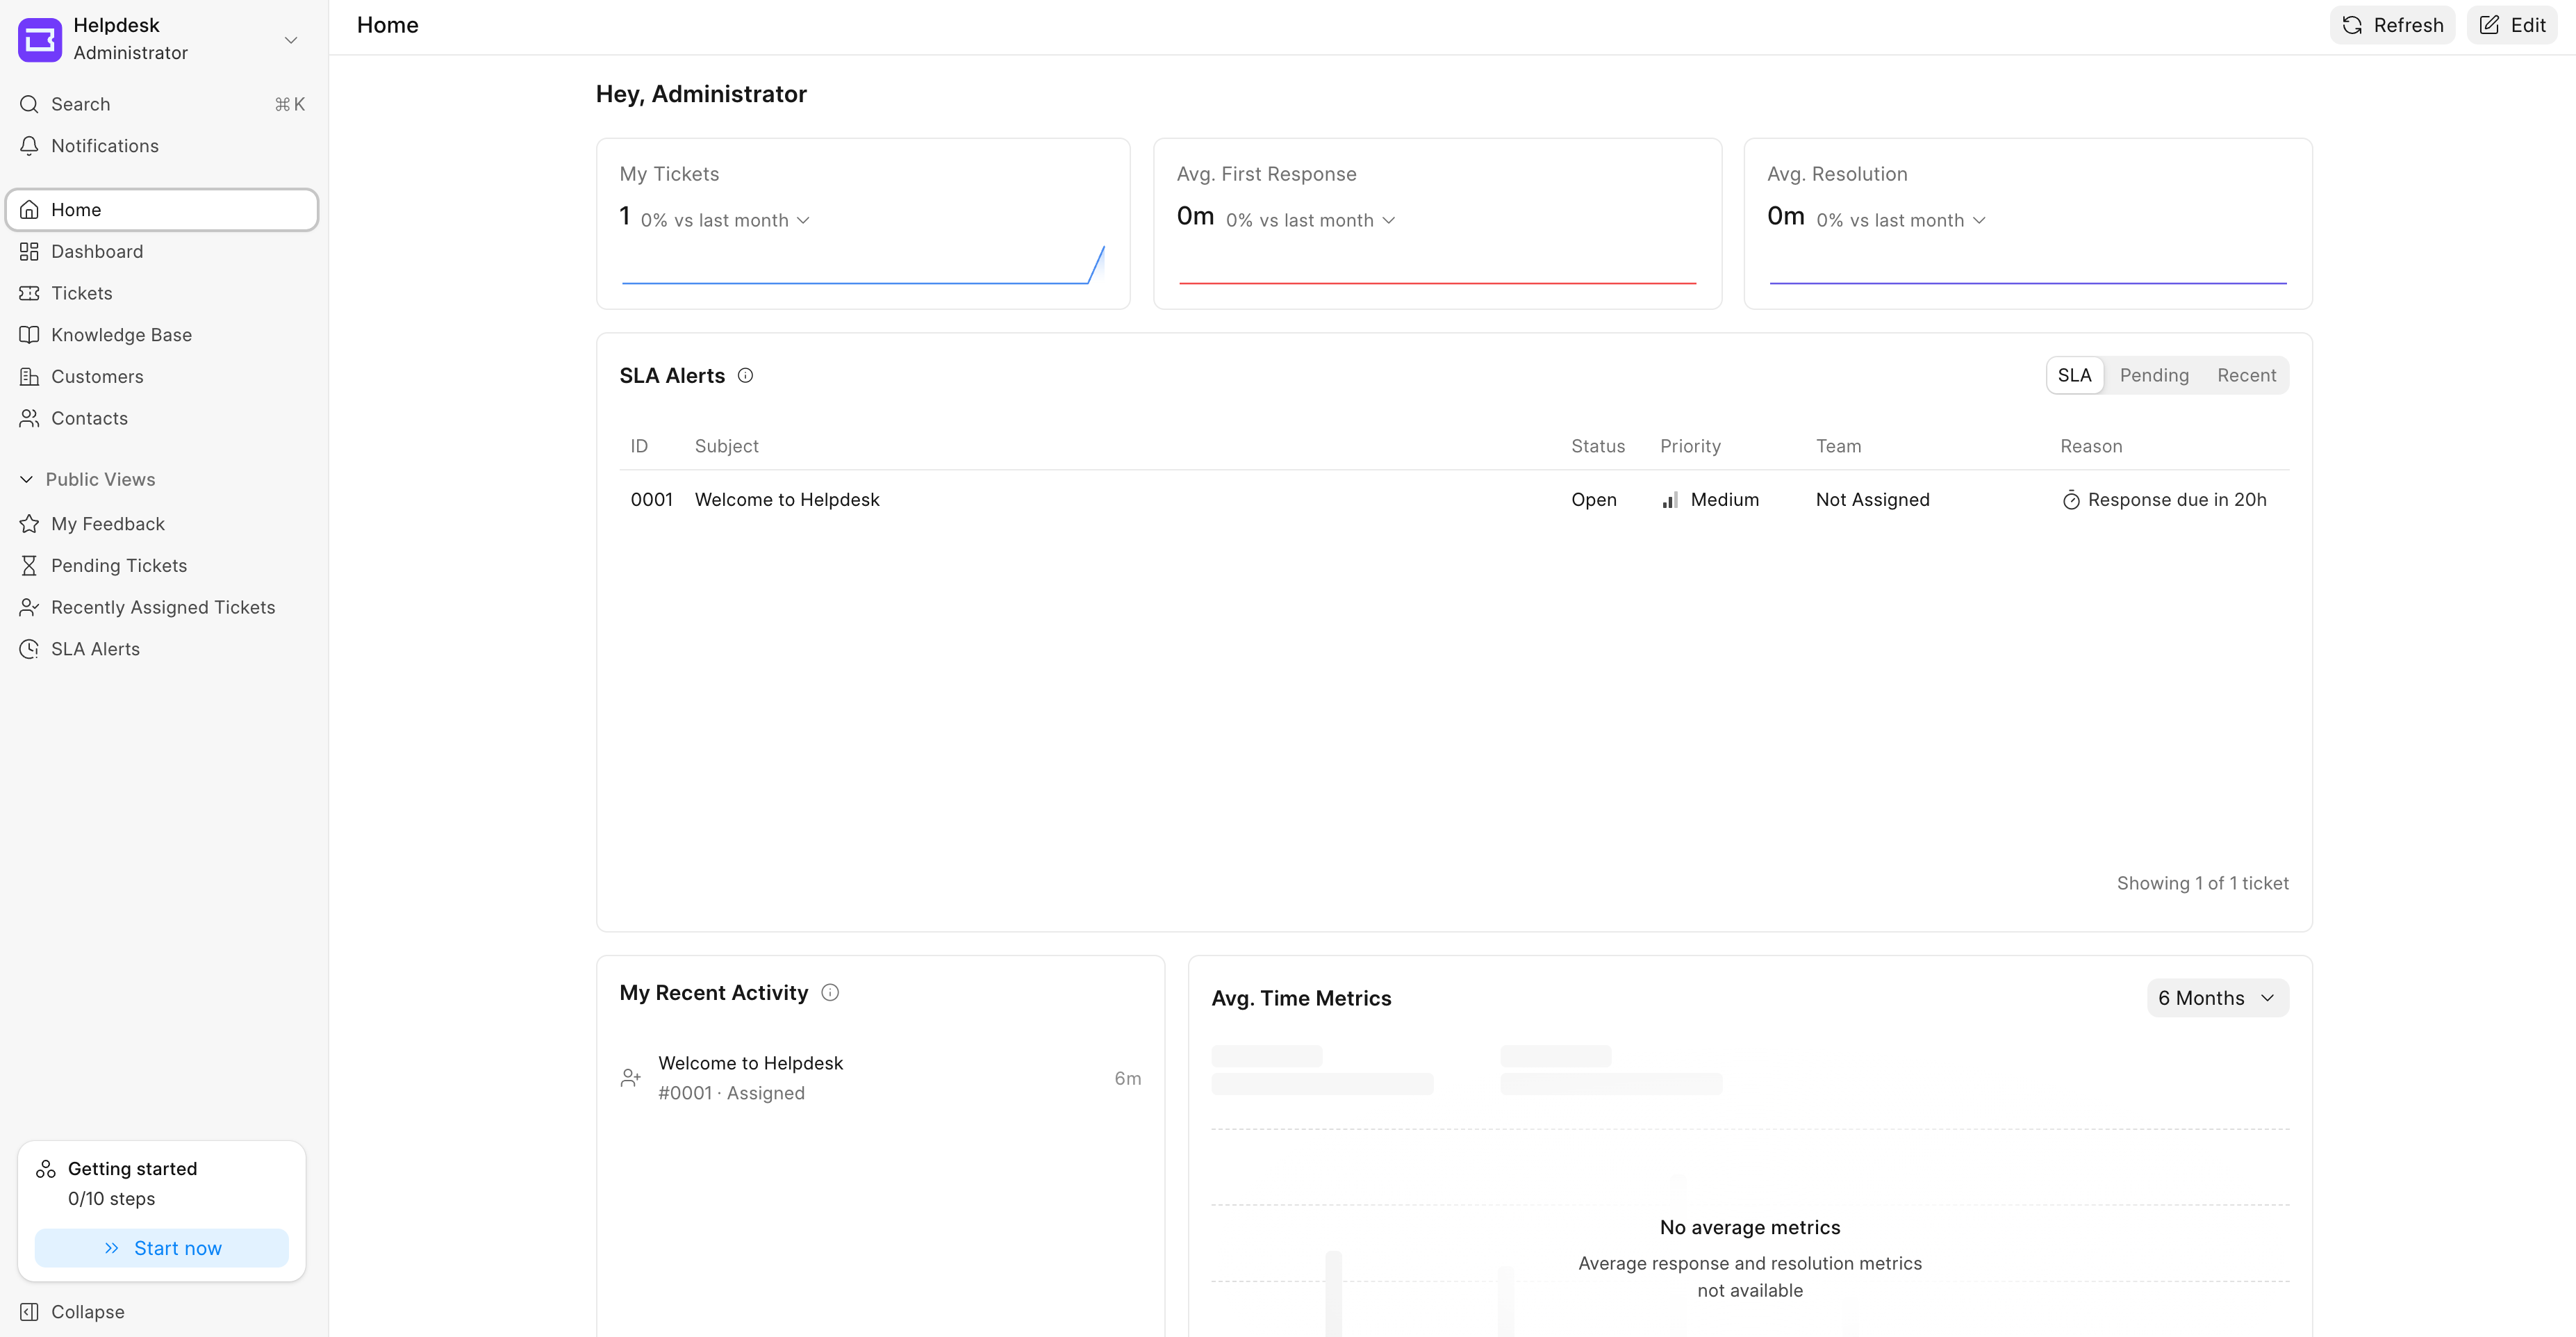 Helpdesk
Administrator
Search ⌘K
Notifications
Home
Dashboard
Tickets
Knowledge Base
Customers
Contacts
Public Views
My Feedback
Pending Tickets
Recently Assigned Tickets
SLA Alerts
Getting started
0/10 steps
Start now
Collapse
Home
Refresh
Edit
Hey, Administrator
My Tickets
1 0% vs last month
Avg. First Response
0m 0% vs last month
Avg. Resolution
0m 0% vs last month
SLA Alerts
SLA Pending Recent
ID Subject Status Priority Team Reason
0001 Welcome to Helpdesk Open Medium Not Assigned Response due in 20h
Showing 1 of 1 ticket
My Recent Activity
Welcome to Helpdesk
#0001 · Assigned
6m
Avg. Time Metrics
6 Months
No average metrics
Average response and resolution metrics
not available